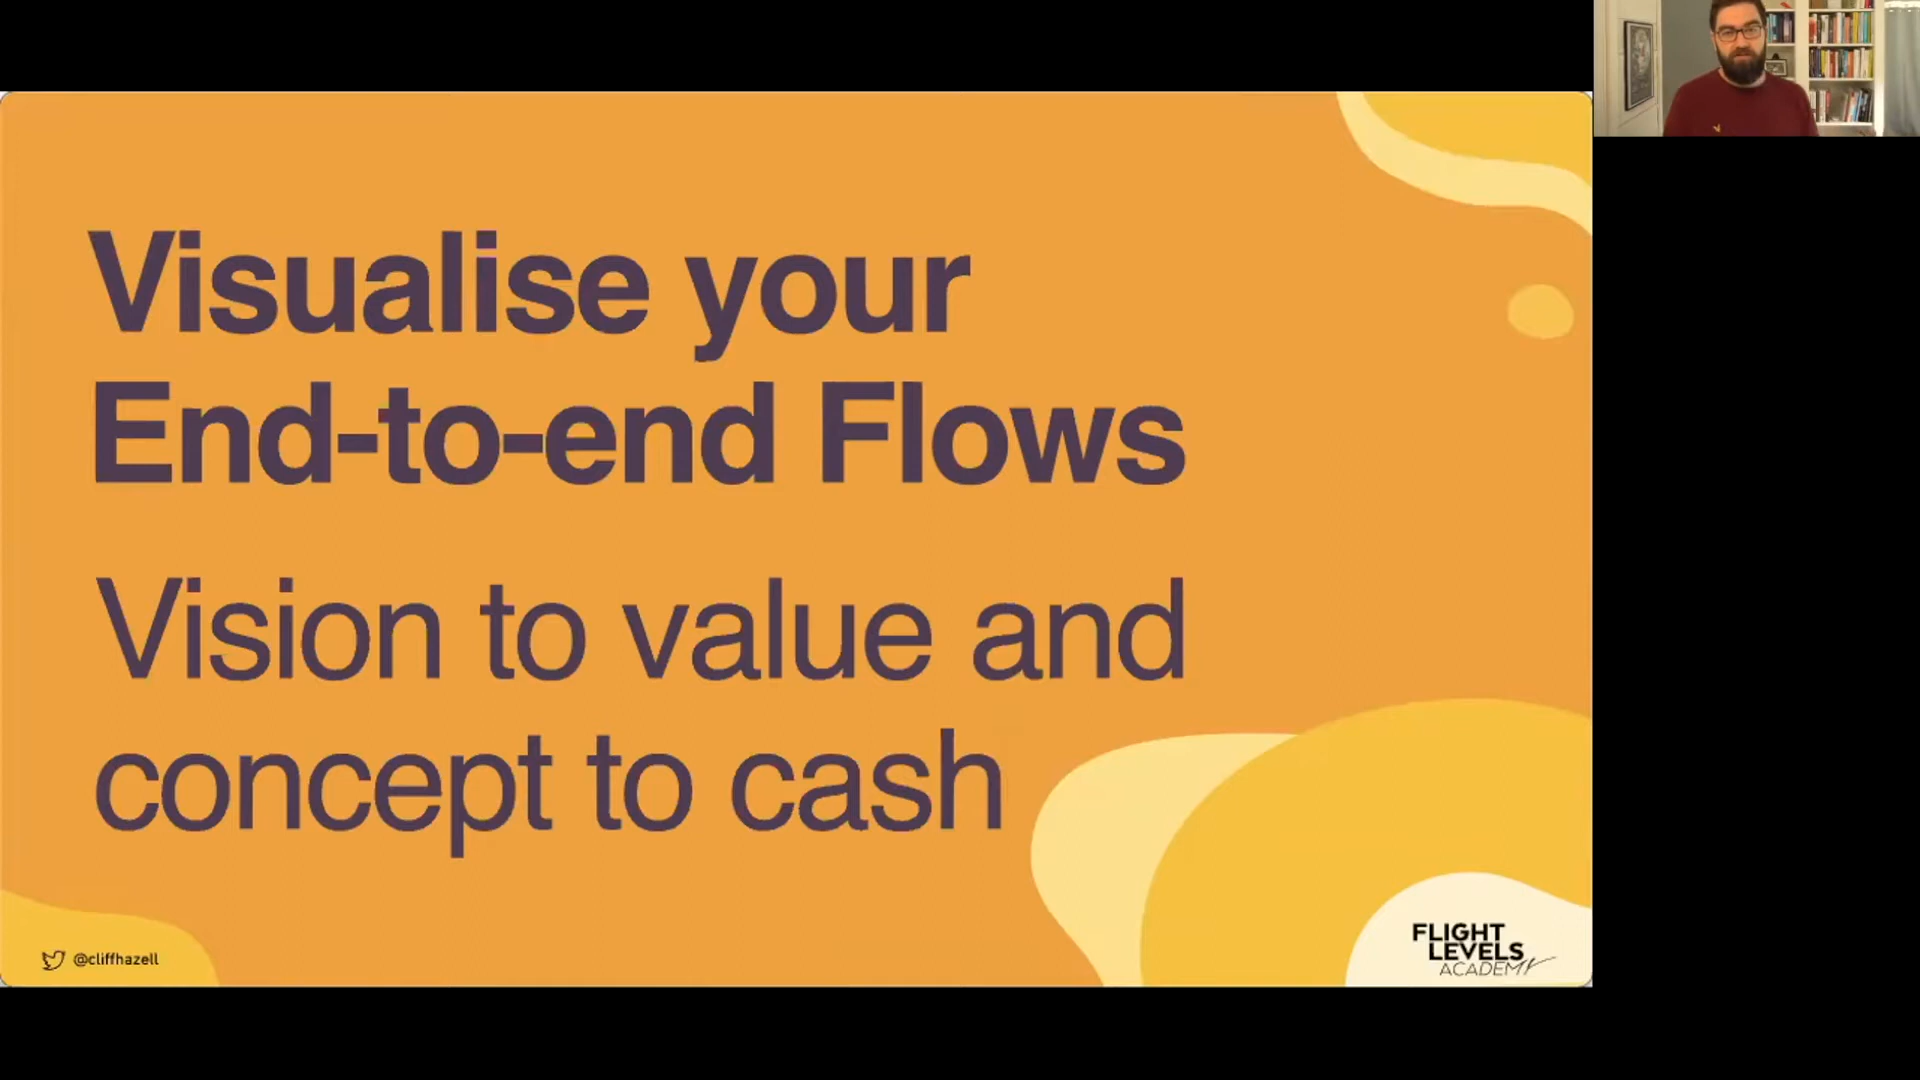 Visualise your
End-to-end Flows
Vision to value and
concept to cash
@cliffhazell
FLIGHT
LEVELS
ACADEMY